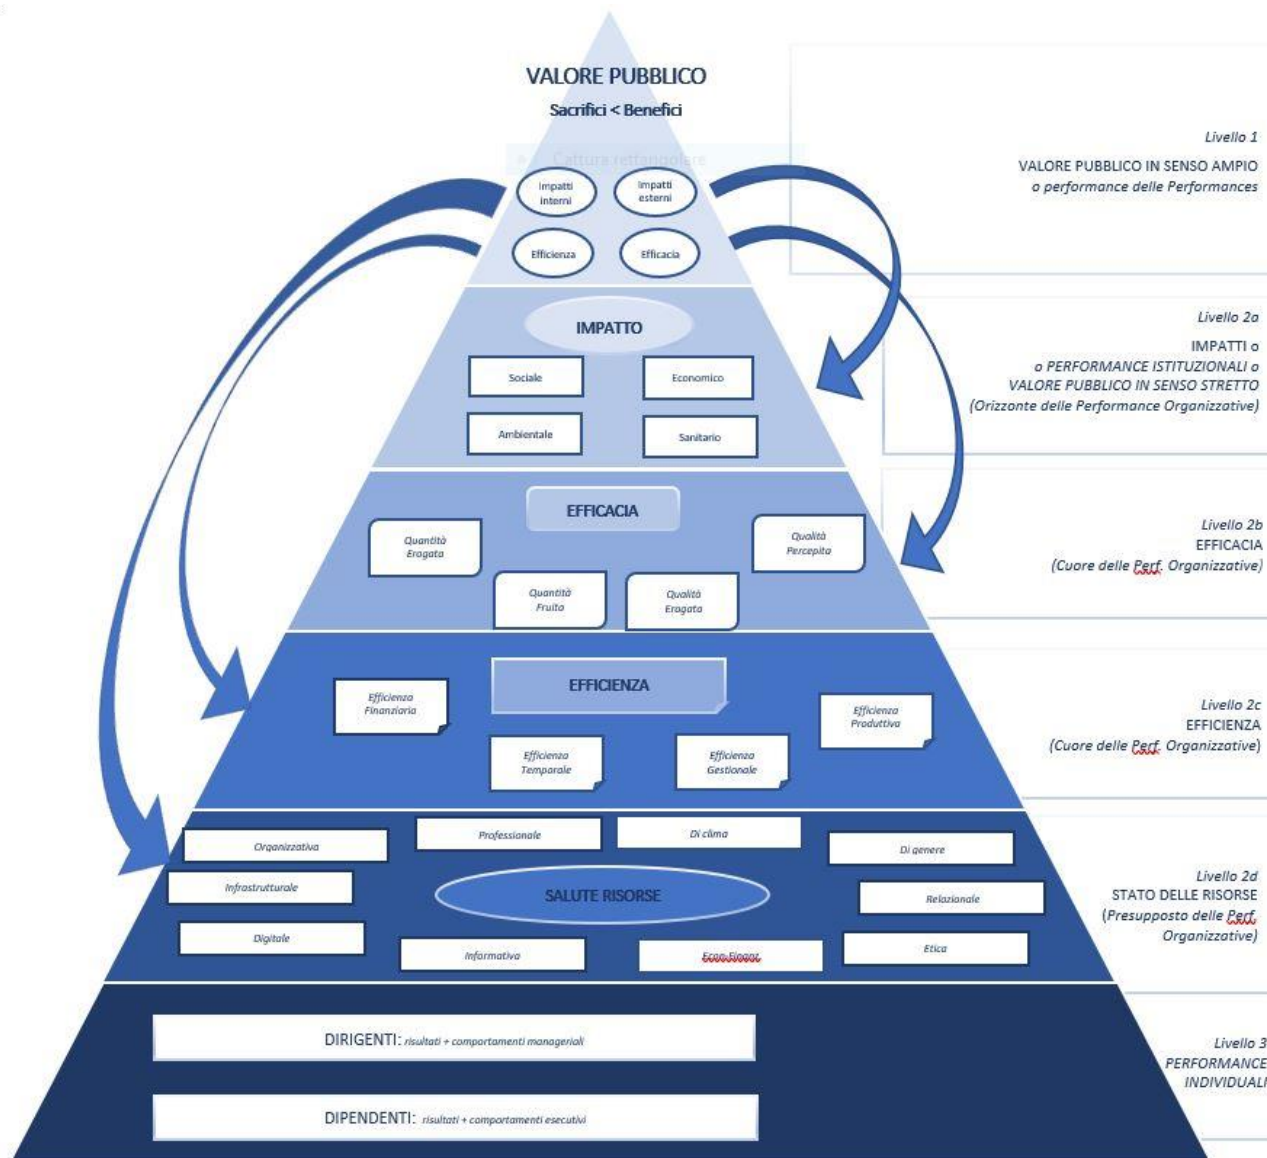 VALORE PUBBLICO
Sacrifici < Benefici
Cattura rettangolare
Impatti
interni
Impatti
esterni
Efficienza
Efficacia
Livello 1
VALORE PUBBLICO IN SENSO AMPIO
o performance delle Performances
IMPATTO
Sociale
Economico
Ambientale
Sanitario
Livello 2a
IMPATTI o
o PERFORMANCE ISTITUZIONALI o
VALORE PUBBLICO IN SENSO STRETTO
(Orizzonte delle Performance Organizzative)
EFFICACIA
Quantità
Erogata
Qualità
Percepita
Quantità
Fruita
Qualità
Erogata
Livello 2b
EFFICACIA
(Cuore delle Perf. Organizzative)
EFFICIENZA
Efficienza
Finanziaria
Efficienza
Produttiva
Efficienza
Temporale
Efficienza
Gestionale
Livello 2c
EFFICIENZA
(Cuore delle Perf. Organizzative)
Organizzativa
Professionale
Di clima
Di genere
Infrastrutturale
SALUTE RISORSE
Relazionale
Digitale
Informativa
Econ-Finanz
Etica
Livello 2d
STATO DELLE RISORSE
(Presupposto delle Perf.
Organizzative)
DIRIGENTI: risultati + comportamenti manageriali
DIPENDENTI: risultati + comportamenti esecutivi
Livello 3
PERFORMANCE
INDIVIDUALI